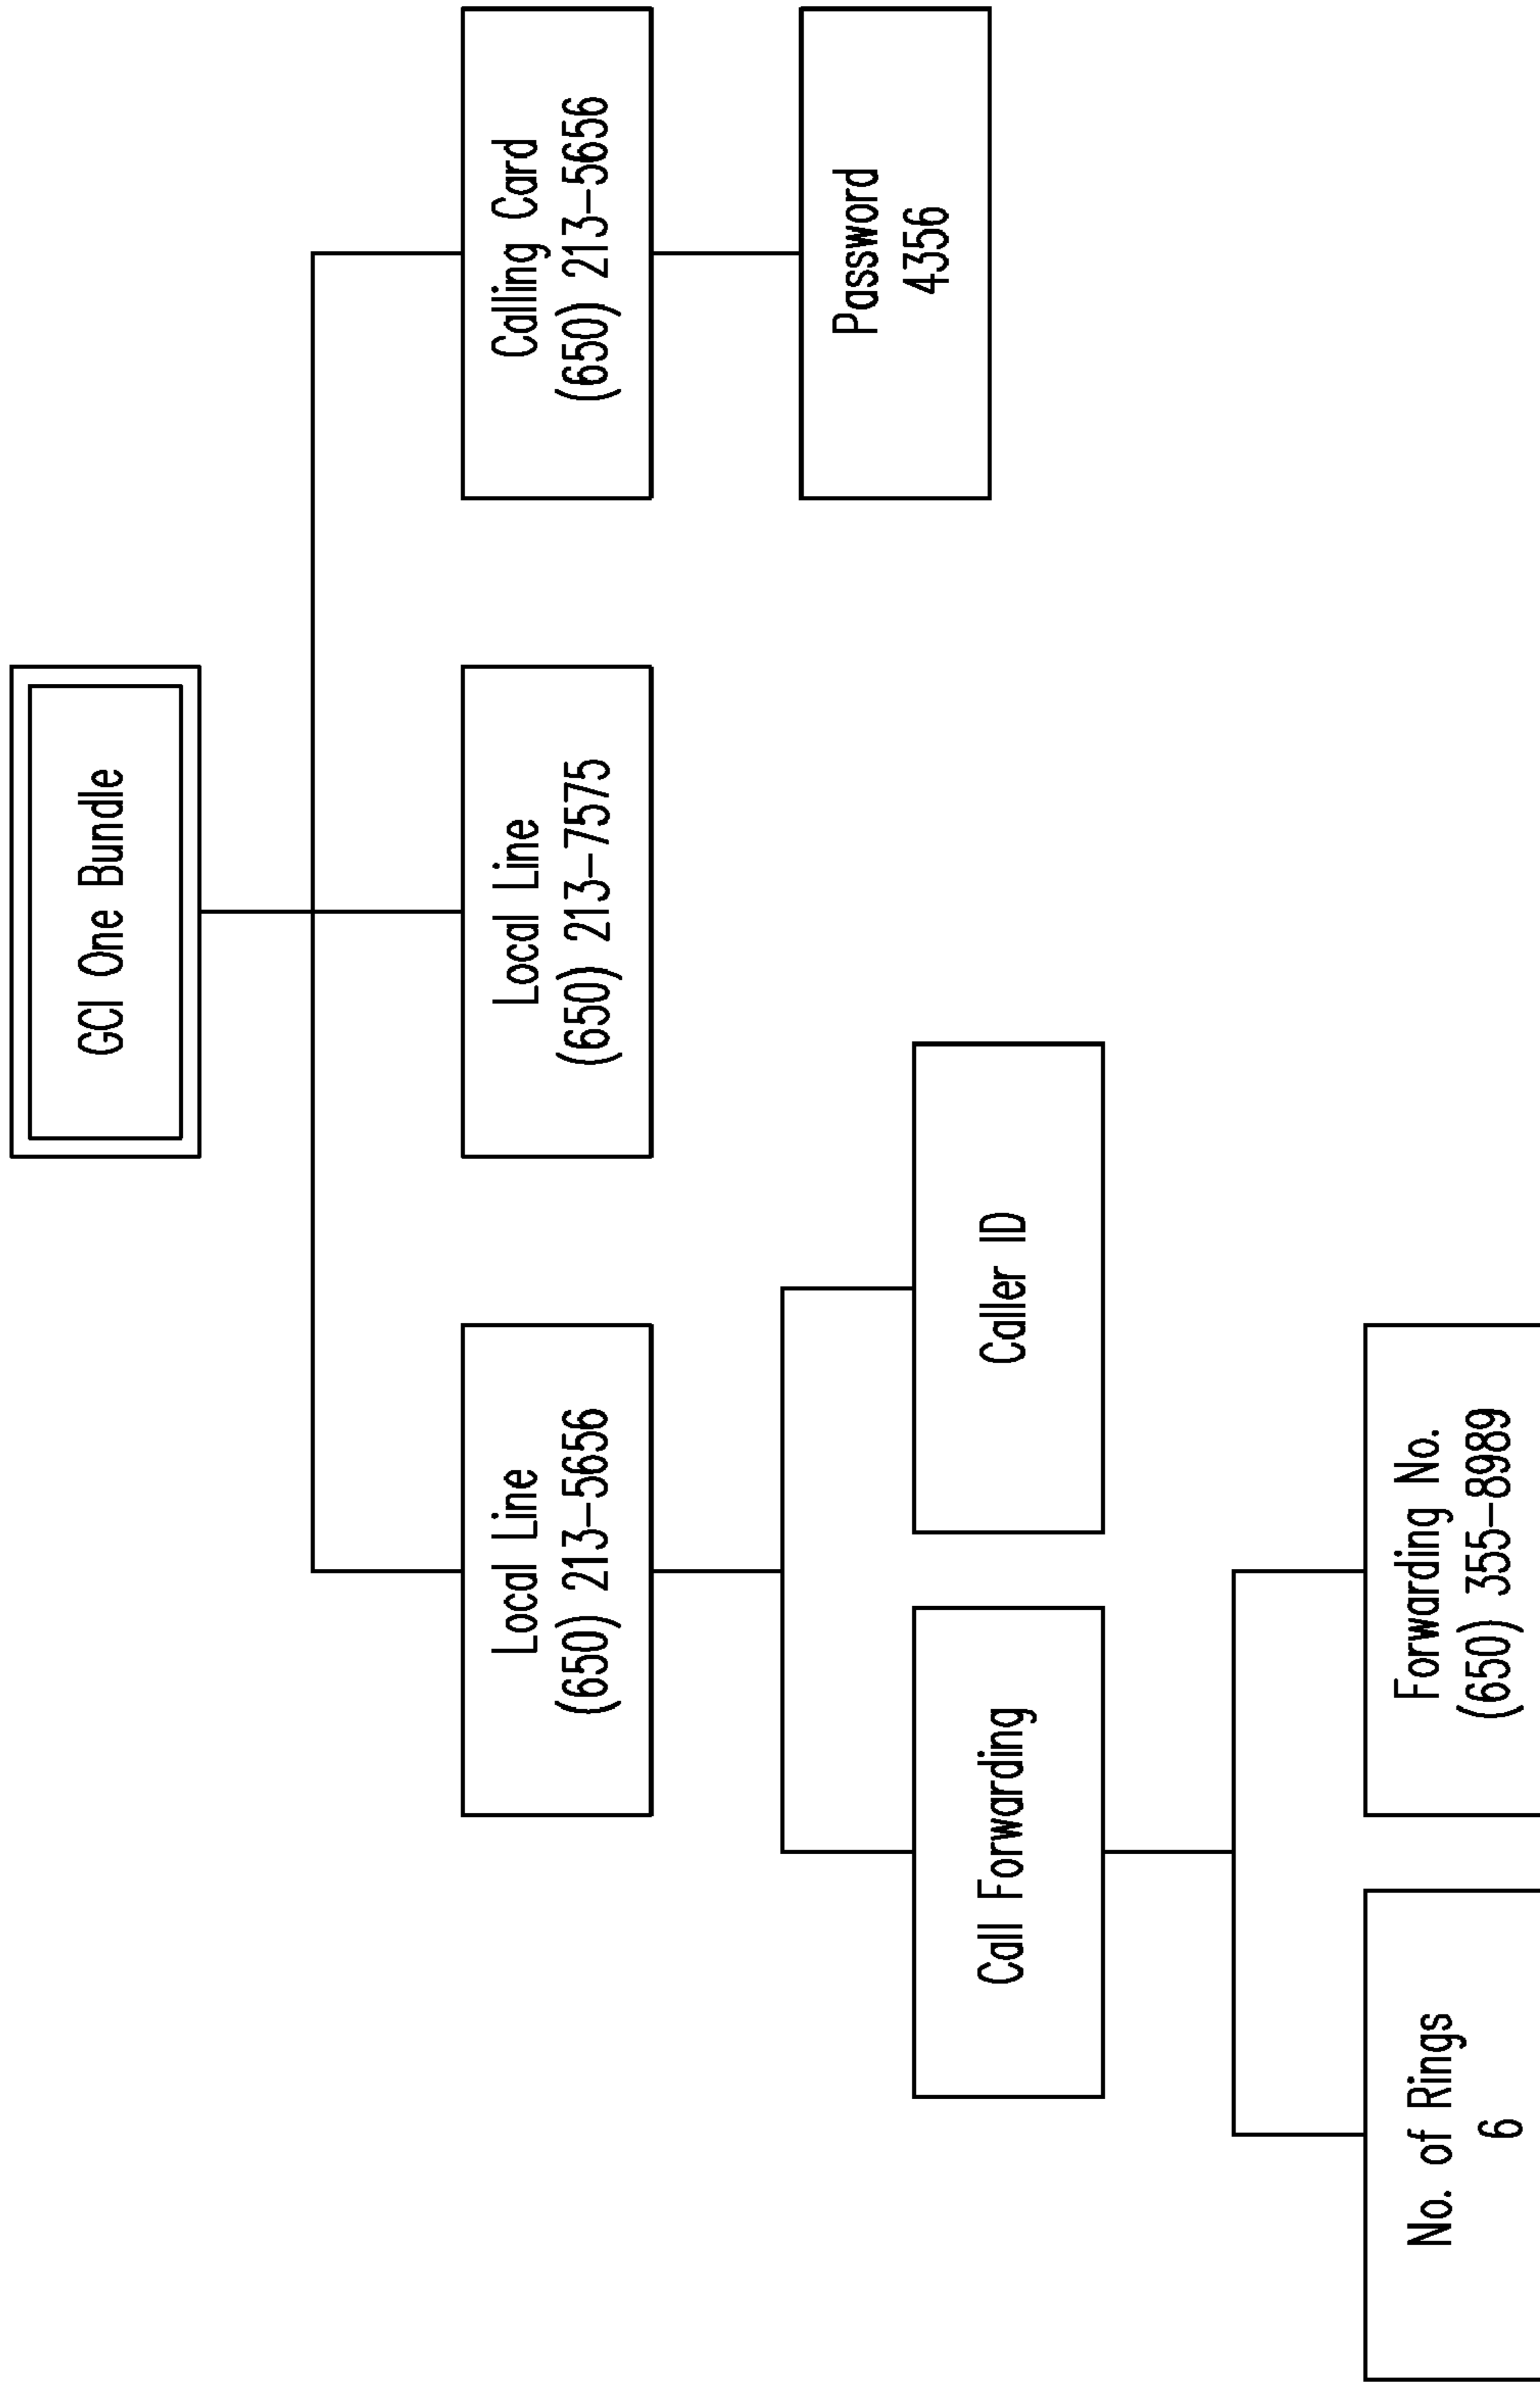 GCI One Bundle
Local Line
(650) 213-5656
Local Line
(650) 213-7575
Calling Card
(650) 213-5656
Password
4356
Call Forwarding
Caller ID
No. of Rings
6
Forwarding No.
(650) 355-8989